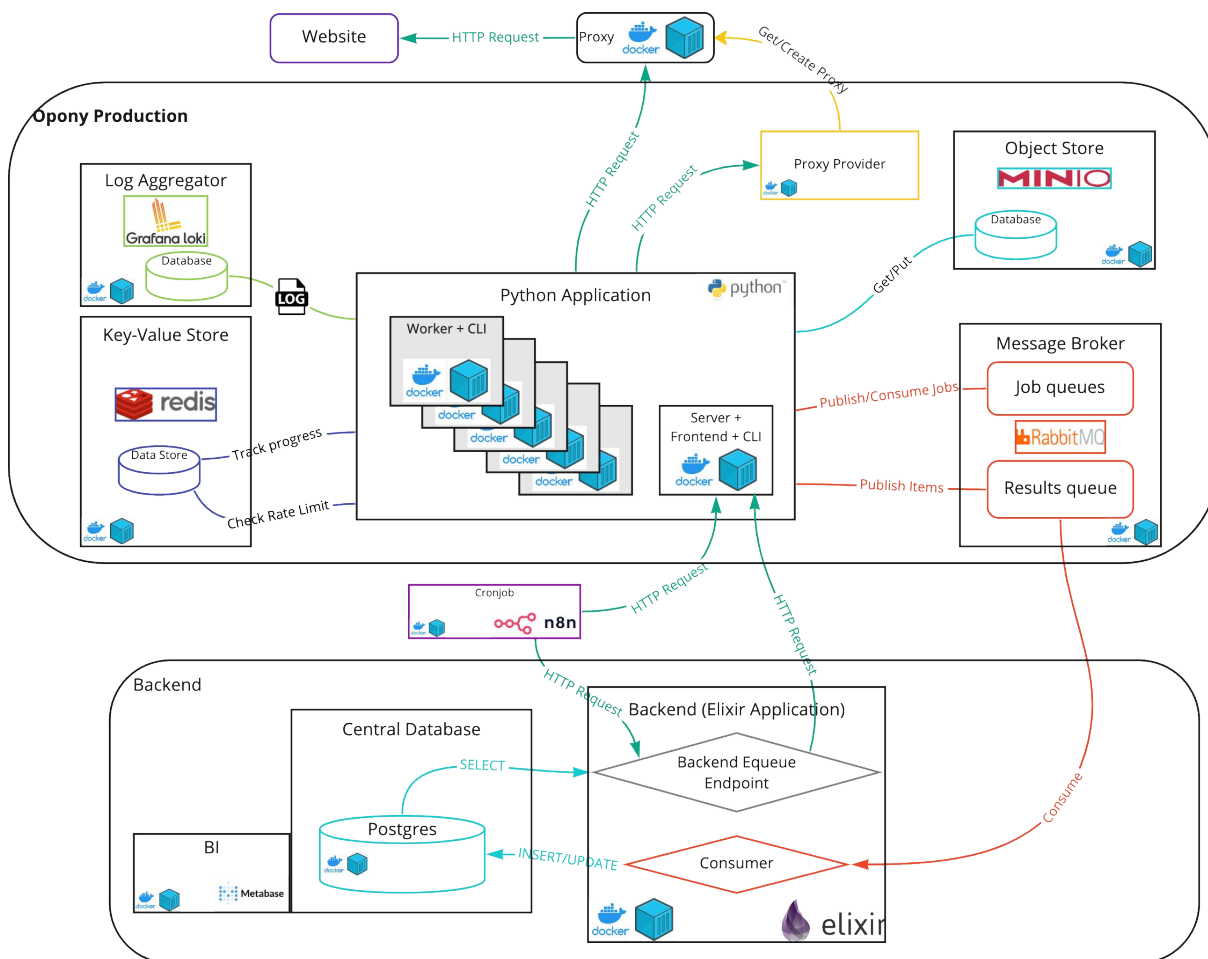 Website
HTTP Request
Proxy
docker
Get/Create Proxy
Opony Production
HTTP Request
HTTP Request
Proxy Provider
docker
Object Store
MINIO
Database
docker
Get/Put
Log Aggregator
Grafana loki
Database
docker
LOG
Key-Value Store
redis
Data Store
docker
Track progress
Check Rate Limit
Python Application
python
Worker + CLI
docker
docker
docker
docker
docker
Server +
Frontend + CLI
docker
Publish/Consume Jobs
Publish Items
Message Broker
Job queues
RabbitMQ
Results queue
docker
Cronjob
docker
n8n
HTTP Request
HTTP Request
HTTP Request
Consume
Backend
Central Database
SELECT
Postgres
docker
INSERT/UPDATE
BI
docker
Metabase
Backend (Elixir Application)
Backend Equeue
Endpoint
Consumer
docker
elixir